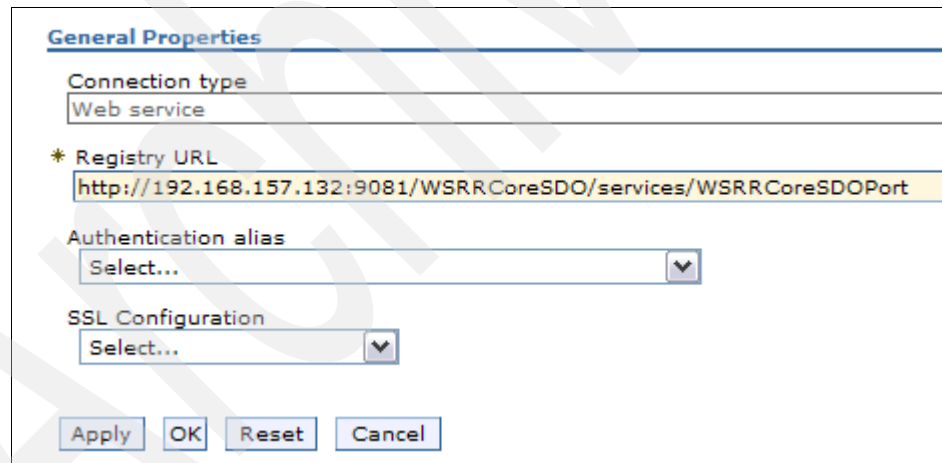 General Properties
Connection type
Web service
* Registry URL
http://192.168.157.132:9081/WSRRCoreSDO/services/WSRRCoreSDOPort
Authentication alias
Select...
SSL Configuration
Select...
Apply OK Reset Cancel